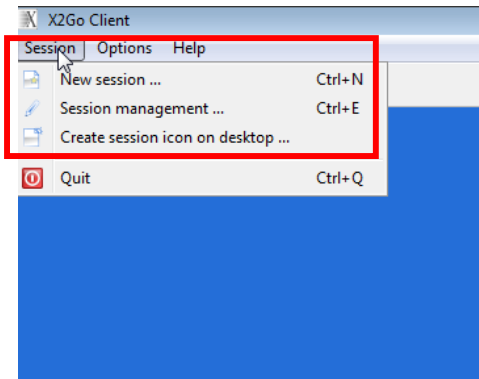 X2Go Client
Session Options Help
New session ... Ctrl+N
Session management ... Ctrl+E
Create session icon on desktop ...
Quit Ctrl+Q